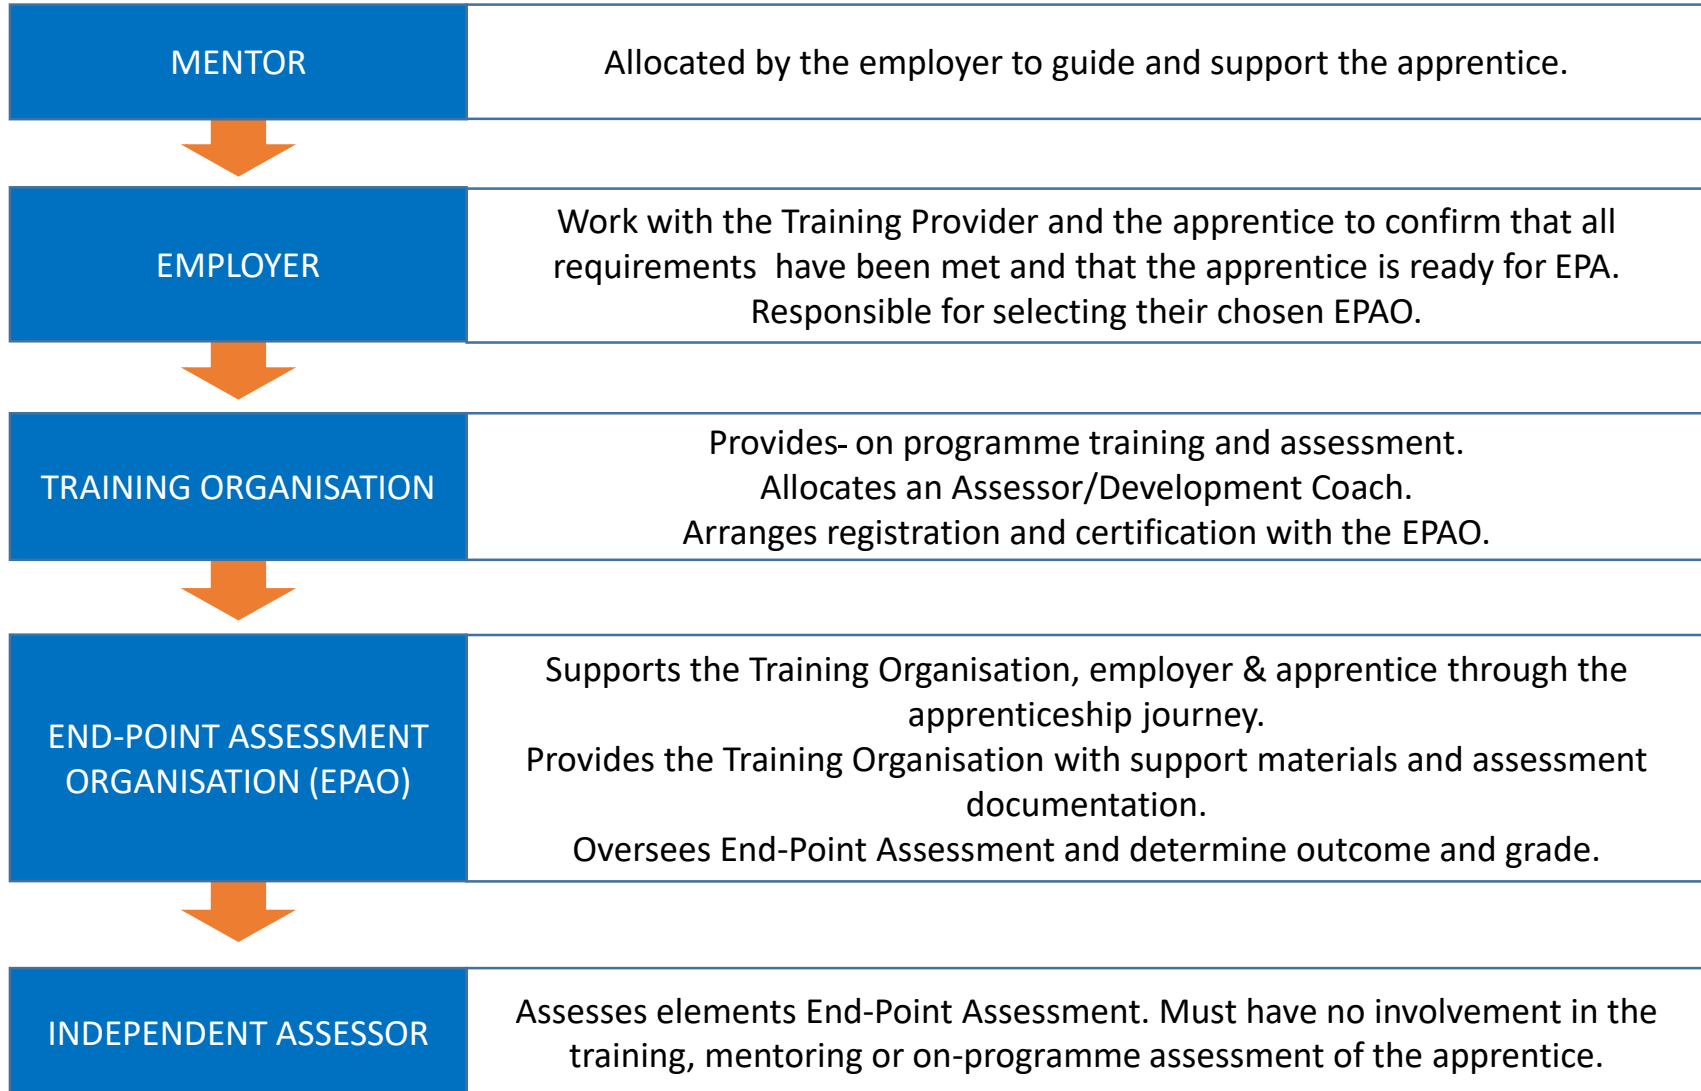 MENTOR
Allocated by the employer to guide and support the apprentice.
EMPLOYER
Work with the Training Provider and the apprentice to confirm that all
requirements  have been met and that the apprentice is ready for EPA.
Responsible for selecting their chosen EPAO.
TRAINING ORGANISATION
Provides- on programme training and assessment.
Allocates an Assessor/Development Coach.
Arranges registration and certification with the EPAO.
END-POINT ASSESSMENT
ORGANISATION (EPAO)
Supports the Training Organisation, employer & apprentice through the
apprenticeship journey.
Provides the Training Organisation with support materials and assessment
documentation.
Oversees End-Point Assessment and determine outcome and grade.
INDEPENDENT ASSESSOR
Assesses elements End-Point Assessment. Must have no involvement in the
training, mentoring or on-programme assessment of the apprentice.